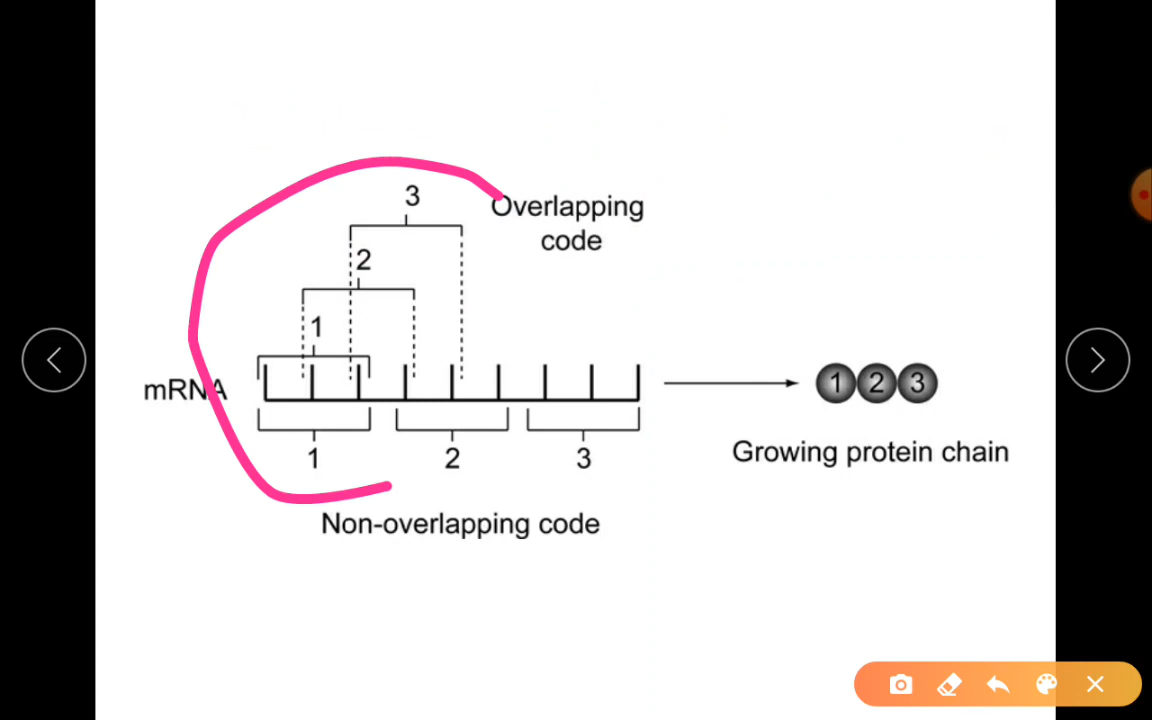 3
Overlapping
code
2
1
mRNA
1 2 3
1 2 3
Growing protein chain
Non-overlapping code